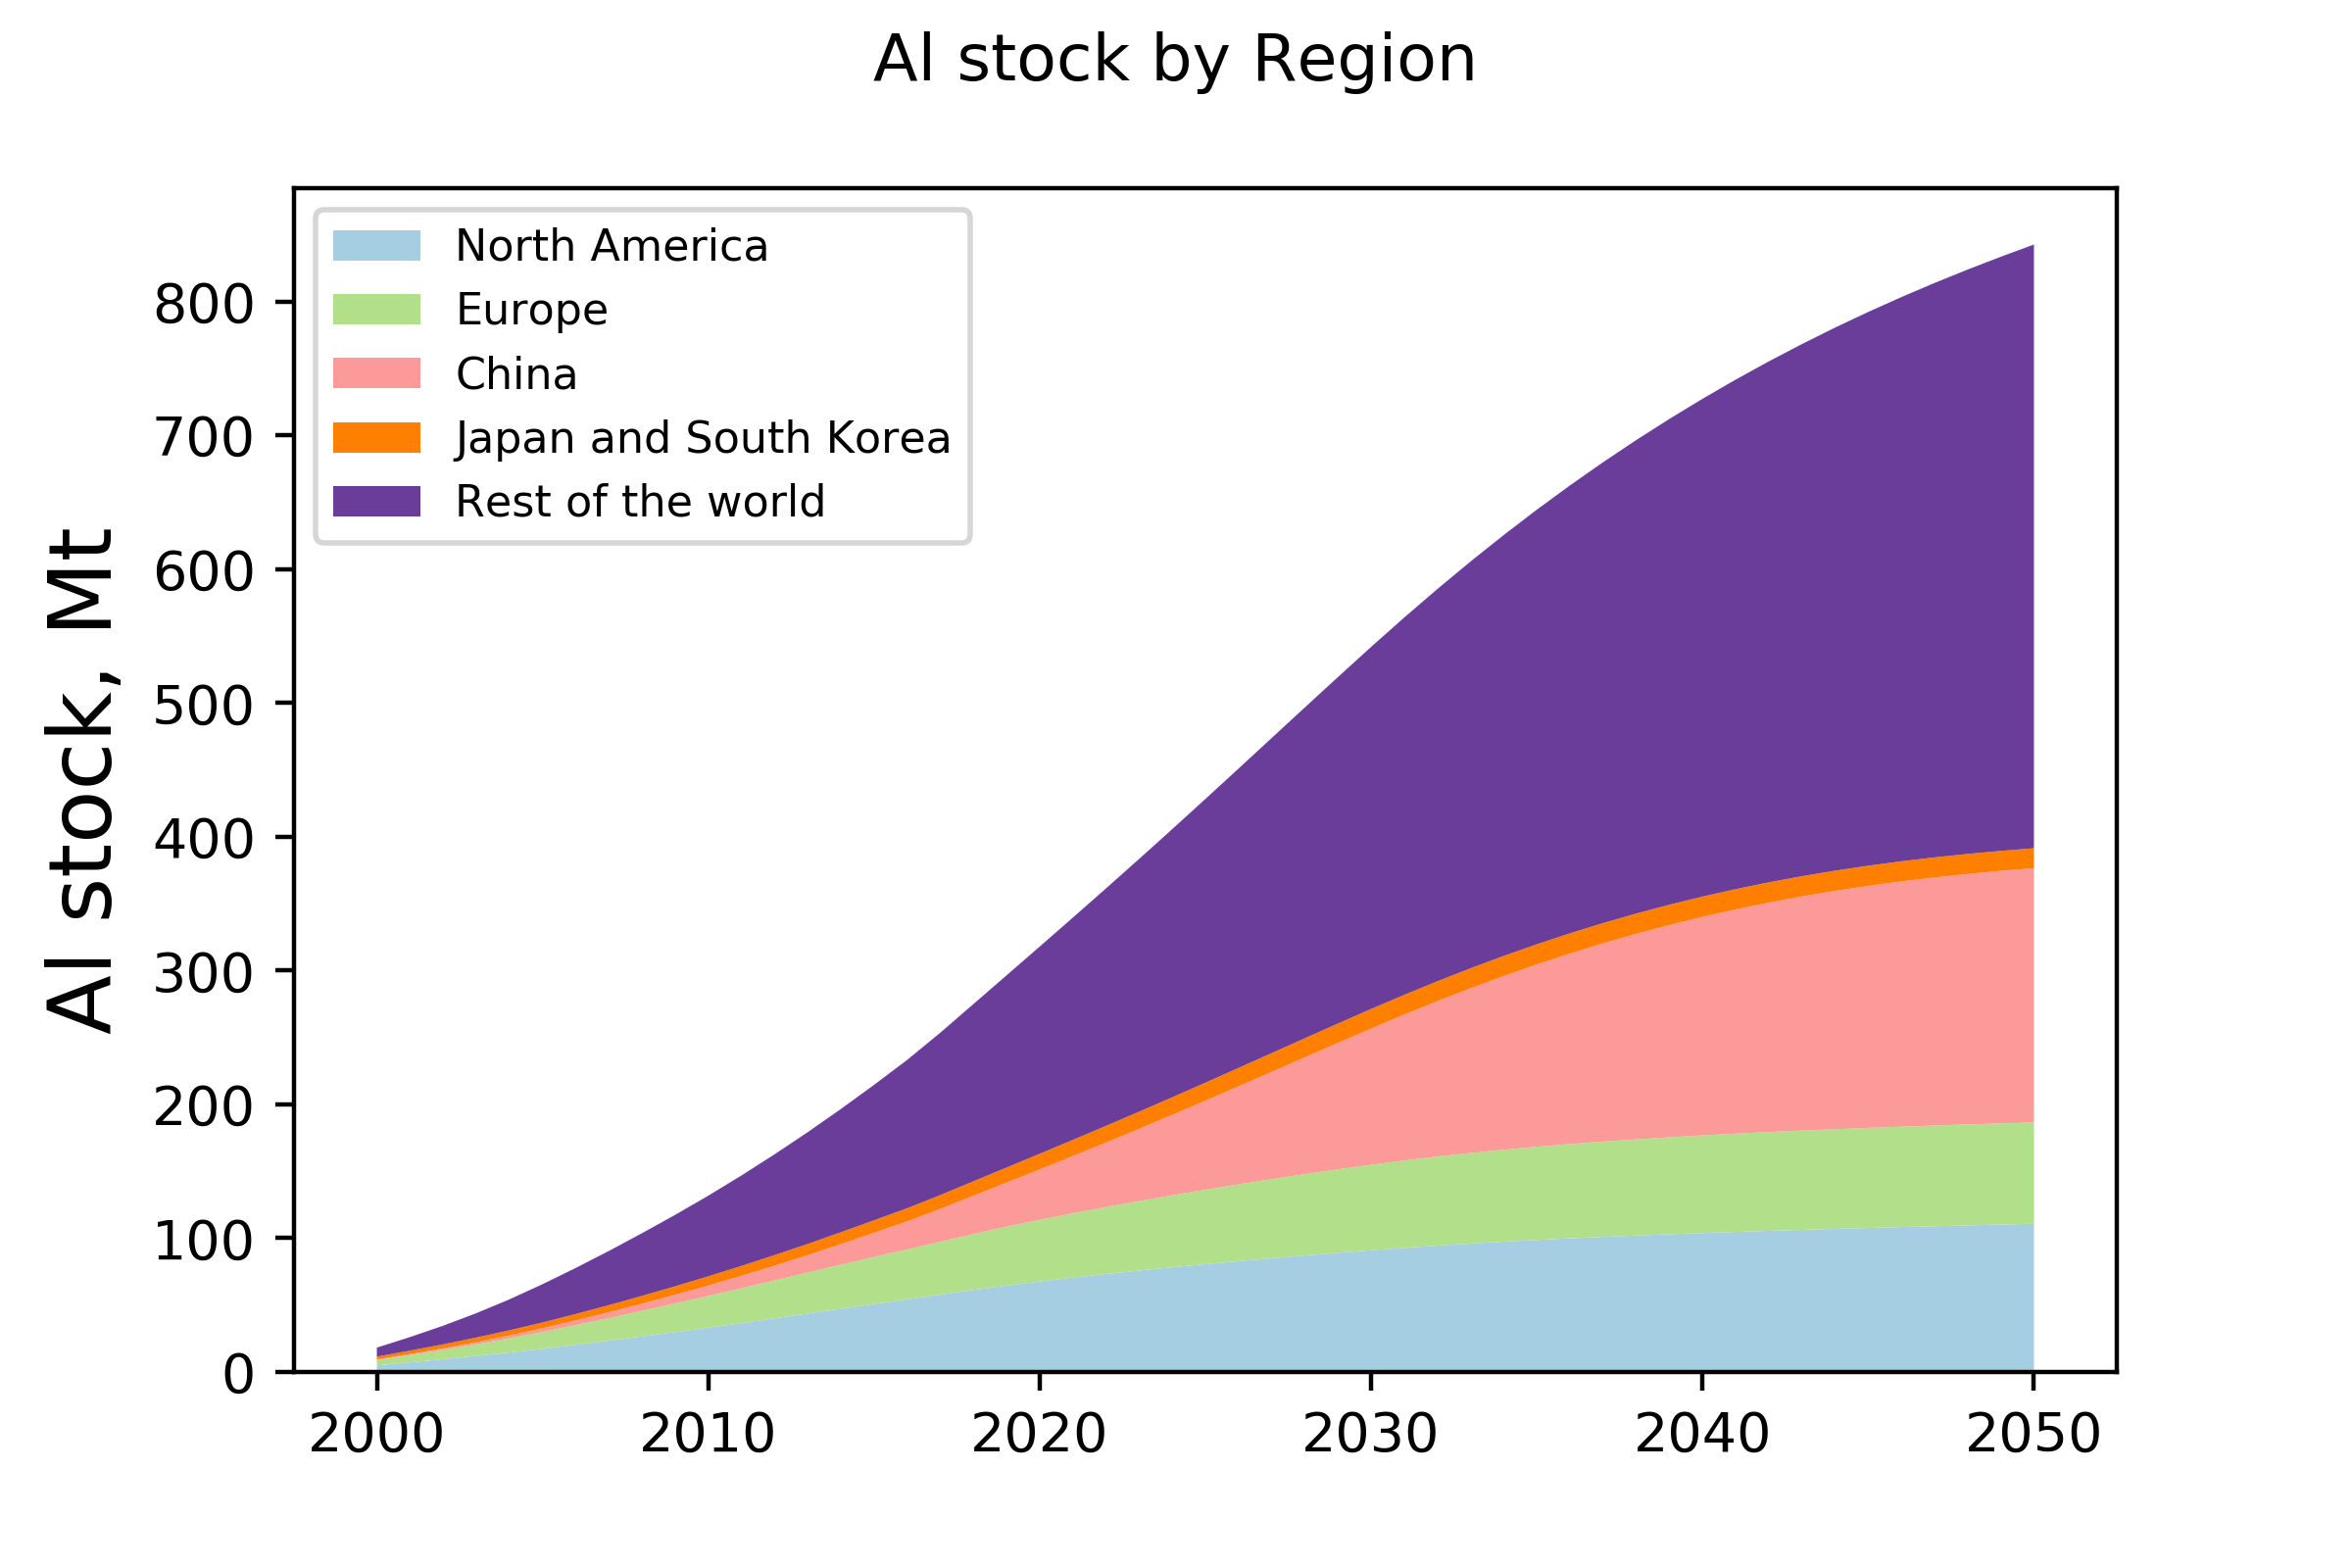 Al stock by Region
North America
Europe
China
Japan and South Korea
Rest of the world
Al stock, Mt
800
700
600
500
400
300
200
100
0
2000 2010 2020 2030 2040 2050